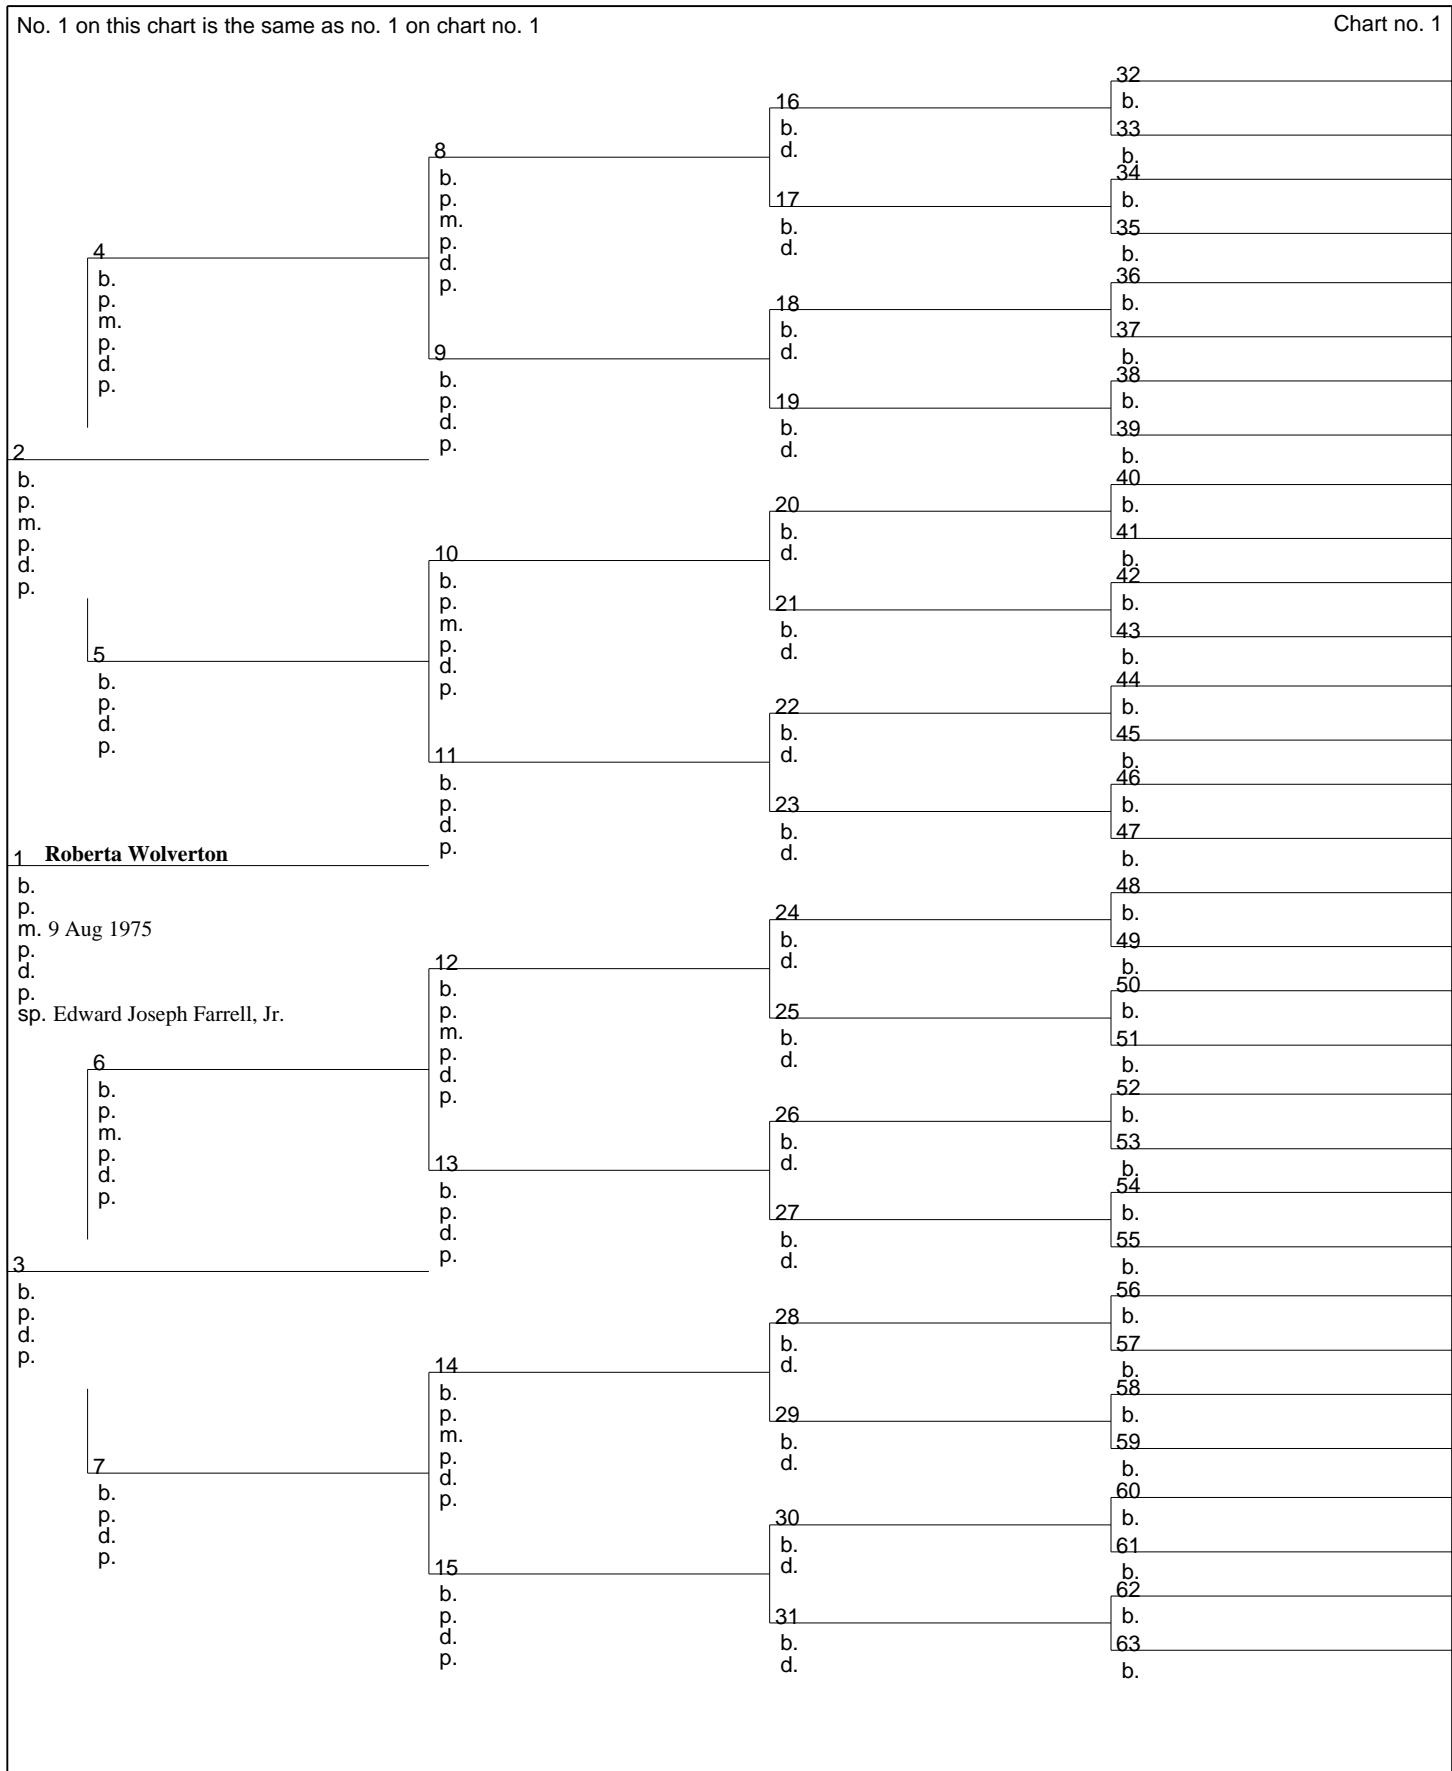 No. 1 on this chart is the same as no. 1 on chart no. 1
Chart no. 1
2
b.
p.
m.
p.
d.
p.
1 Roberta Wolverton
b.
p.
m. 9 Aug 1975
p.
d.
p.
sp. Edward Joseph Farrell, Jr.
3
b.
p.
d.
p.
4
b.
p.
m.
p.
d.
p.
5
b.
p.
d.
p.
6
b.
p.
m.
p.
d.
p.
7
b.
p.
d.
p.
8
b.
p.
m.
p.
d.
p.
9
b.
p.
d.
p.
10
b.
p.
m.
p.
d.
p.
11
b.
p.
d.
p.
12
b.
p.
m.
p.
d.
p.
13
b.
p.
d.
p.
14
b.
p.
m.
p.
d.
p.
15
b.
p.
d.
p.
16
b.
d.
17
b.
d.
18
b.
d.
19
b.
d.
20
b.
d.
21
b.
d.
22
b.
d.
23
b.
d.
24
b.
d.
25
b.
d.
26
b.
d.
27
b.
d.
28
b.
d.
29
b.
d.
30
b.
d.
31
b.
d.
32
b.
33
b.
34
b.
35
b.
36
b.
37
b.
38
b.
39
b.
40
b.
41
b.
42
b.
43
b.
44
b.
45
b.
46
b.
47
b.
48
b.
49
b.
50
b.
51
b.
52
b.
53
b.
54
b.
55
b.
56
b.
57
b.
58
b.
59
b.
60
b.
61
b.
62
b.
63
b.